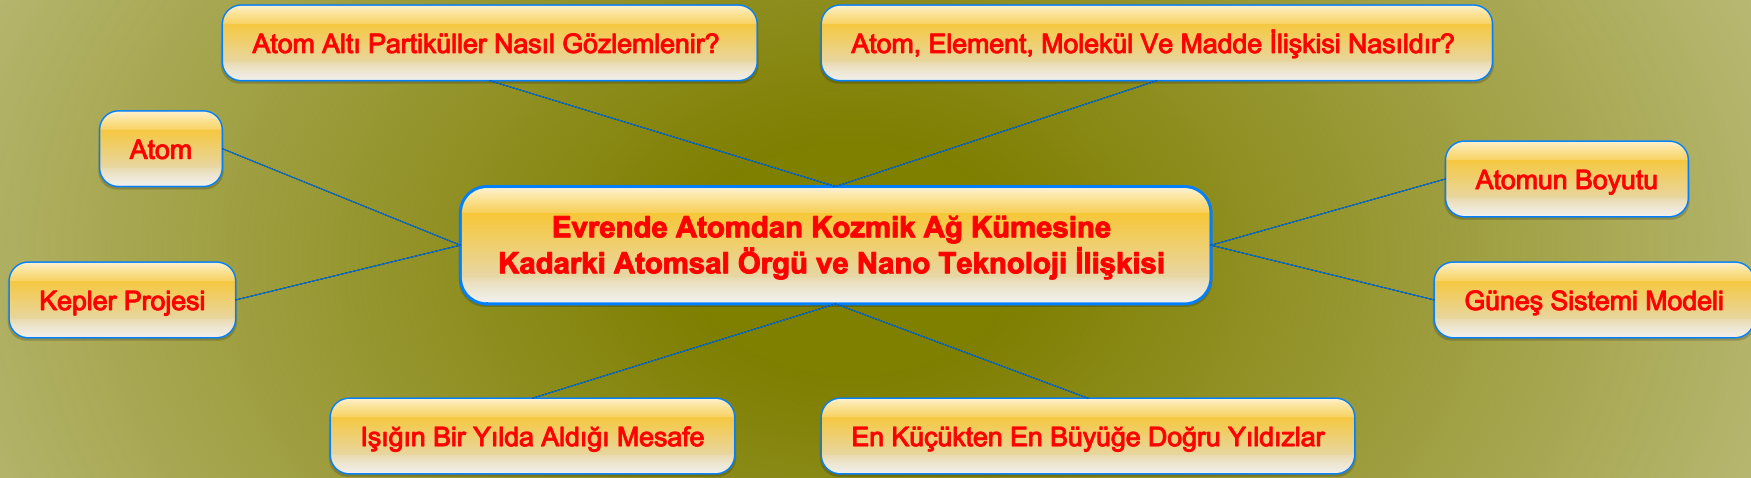 Atom Altı Partiküller Nasıl Gözlemlenir?
Atom, Element, Molekül Ve Madde İlişkisi Nasıldır?
Atom
Atomun Boyutu
Evrende Atomdan Kozmik Ağ Kümesine
Kadarki Atomsal Örgü ve Nano Teknoloji İlişkisi
Kepler Projesi
Güneş Sistemi Modeli
Işığın Bir Yılda Aldığı Mesafe
En Küçükten En Büyüğe Doğru Yıldızlar